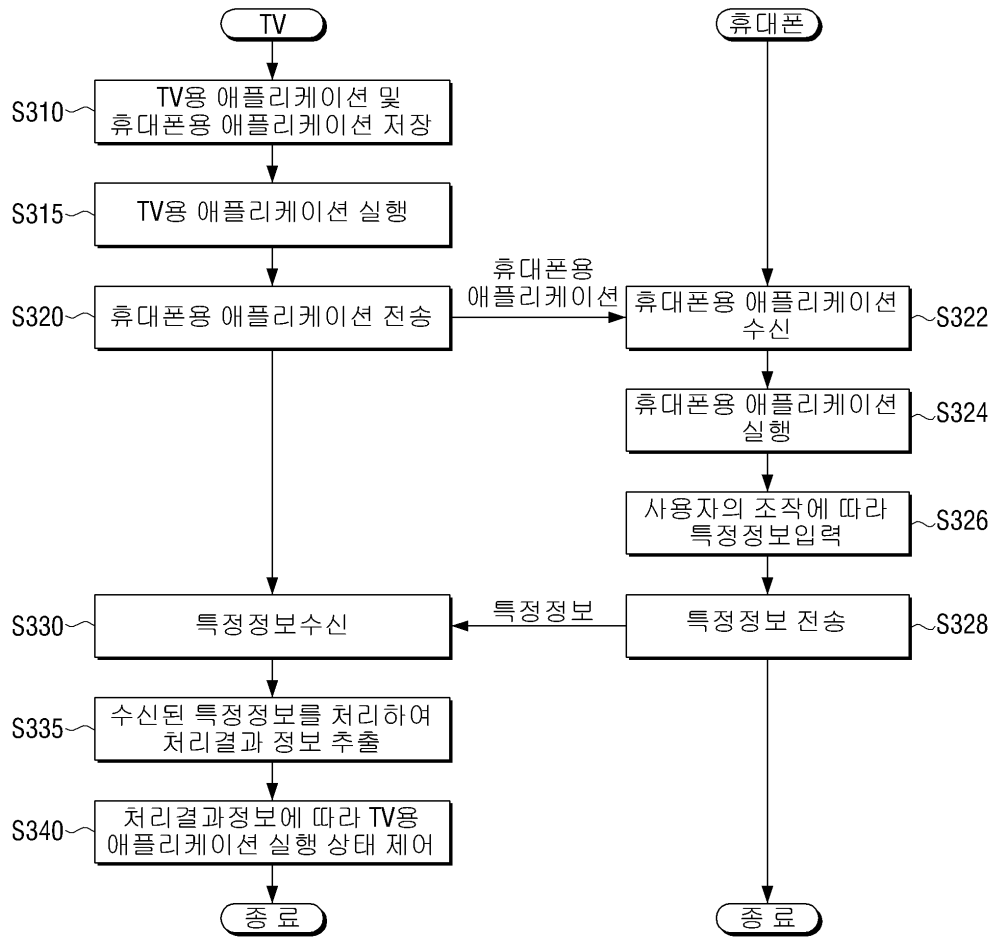 TV
휴대폰
S310
TV용 애플리케이션 및
휴대폰용 애플리케이션 저장
S315
TV용 애플리케이션 실행
휴대폰용
애플리케이션
S320
휴대폰용 애플리케이션 전송
휴대폰용 애플리케이션
수신
S322
휴대폰용 애플리케이션
실행
S324
사용자의 조작에 따라
특정정보입력
S326
S330
특정정보수신
특정정보
특정정보 전송
S328
S335
수신된 특정정보를 처리하여
처리결과 정보 추출
S340
처리결과정보에 따라 TV용
애플리케이션 실행 상태 제어
종 료
종 료